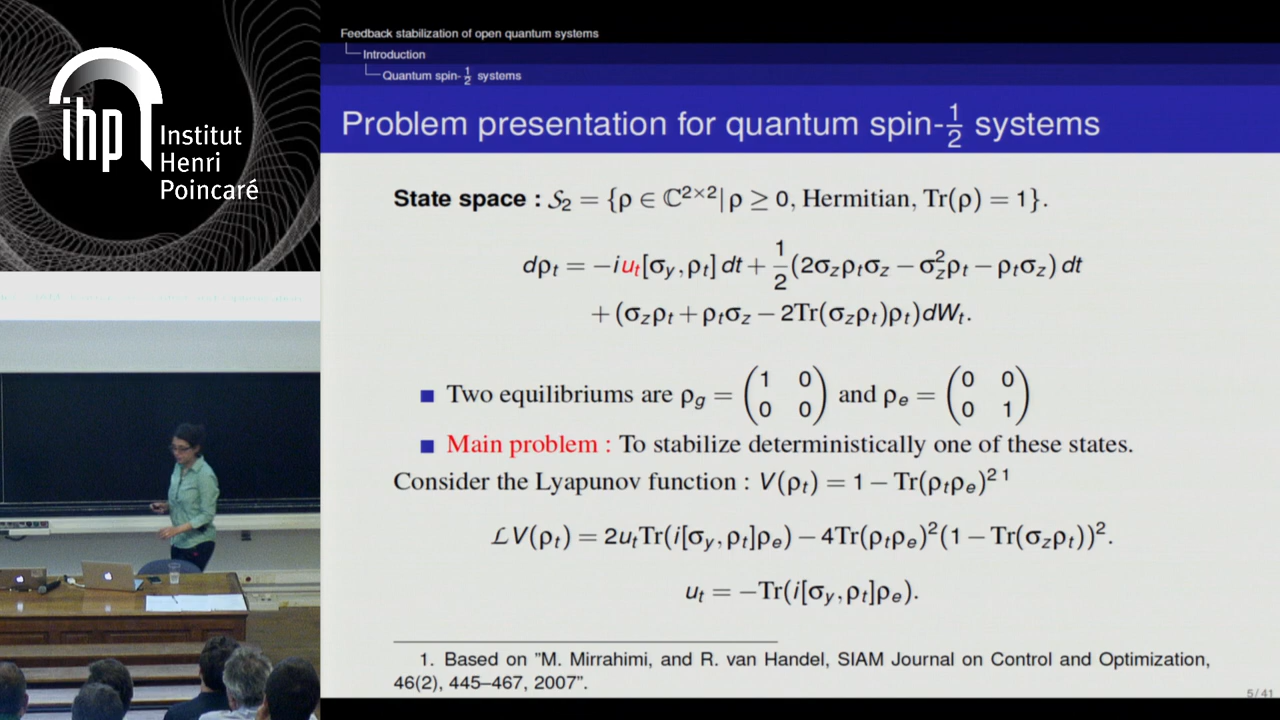 ihp Institut
Henri
Poincaré
Feedback stabilization of open quantum systems
Introduction
Quantum spin-½ systems
Problem presentation for quantum spin-½ systems
State space : 𝒮₂ = {ρ ∈ ℂ²ˣ²| ρ ≥ 0, Hermitian, Tr(ρ) = 1}.
dρₜ = −iuₜ[σ_y, ρₜ] dt + ½(2σ_zρₜσ_z − σ_z²ρₜ − ρₜσ_z) dt
+ (σ_zρₜ + ρₜσ_z − 2Tr(σ_zρₜ)ρₜ)dWₜ.
■ Two equilibriums are ρ_g = (1 0 0 0) and ρ_e = (0 0 0 1)
■ Main problem : To stabilize deterministically one of these states.
Consider the Lyapunov function : V(ρₜ) = 1 − Tr(ρₜρ_e)² ¹
ℒV(ρₜ) = 2uₜTr(i[σ_y, ρₜ]ρ_e) − 4Tr(ρₜρ_e)²(1 − Tr(σ_zρₜ))².
uₜ = −Tr(i[σ_y, ρₜ]ρ_e).
1. Based on "M. Mirrahimi, and R. van Handel, SIAM Journal on Control and Optimization,
46(2), 445–467, 2007".
5 / 41